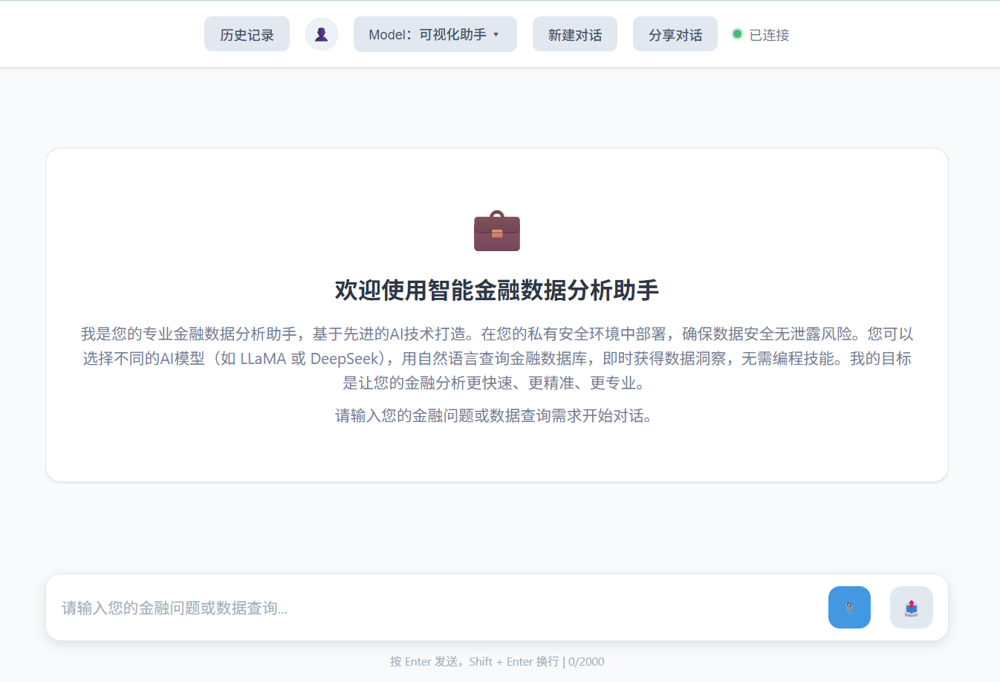 历史记录
Model：可视化助手 ▼
新建对话
分享对话
已连接
欢迎使用智能金融数据分析助手
我是您的专业金融数据分析助手，基于先进的AI技术打造。在您的私有安全环境中部署，确保数据安全无泄露风险。您可以
选择不同的AI模型（如 LLaMA 或 DeepSeek），用自然语言查询金融数据库，即时获得数据洞察，无需编程技能。我的目标
是让您的金融分析更快速、更精准、更专业。
请输入您的金融问题或数据查询需求开始对话。
请输入您的金融问题或数据查询...
按 Enter 发送，Shift + Enter 换行 | 0/2000